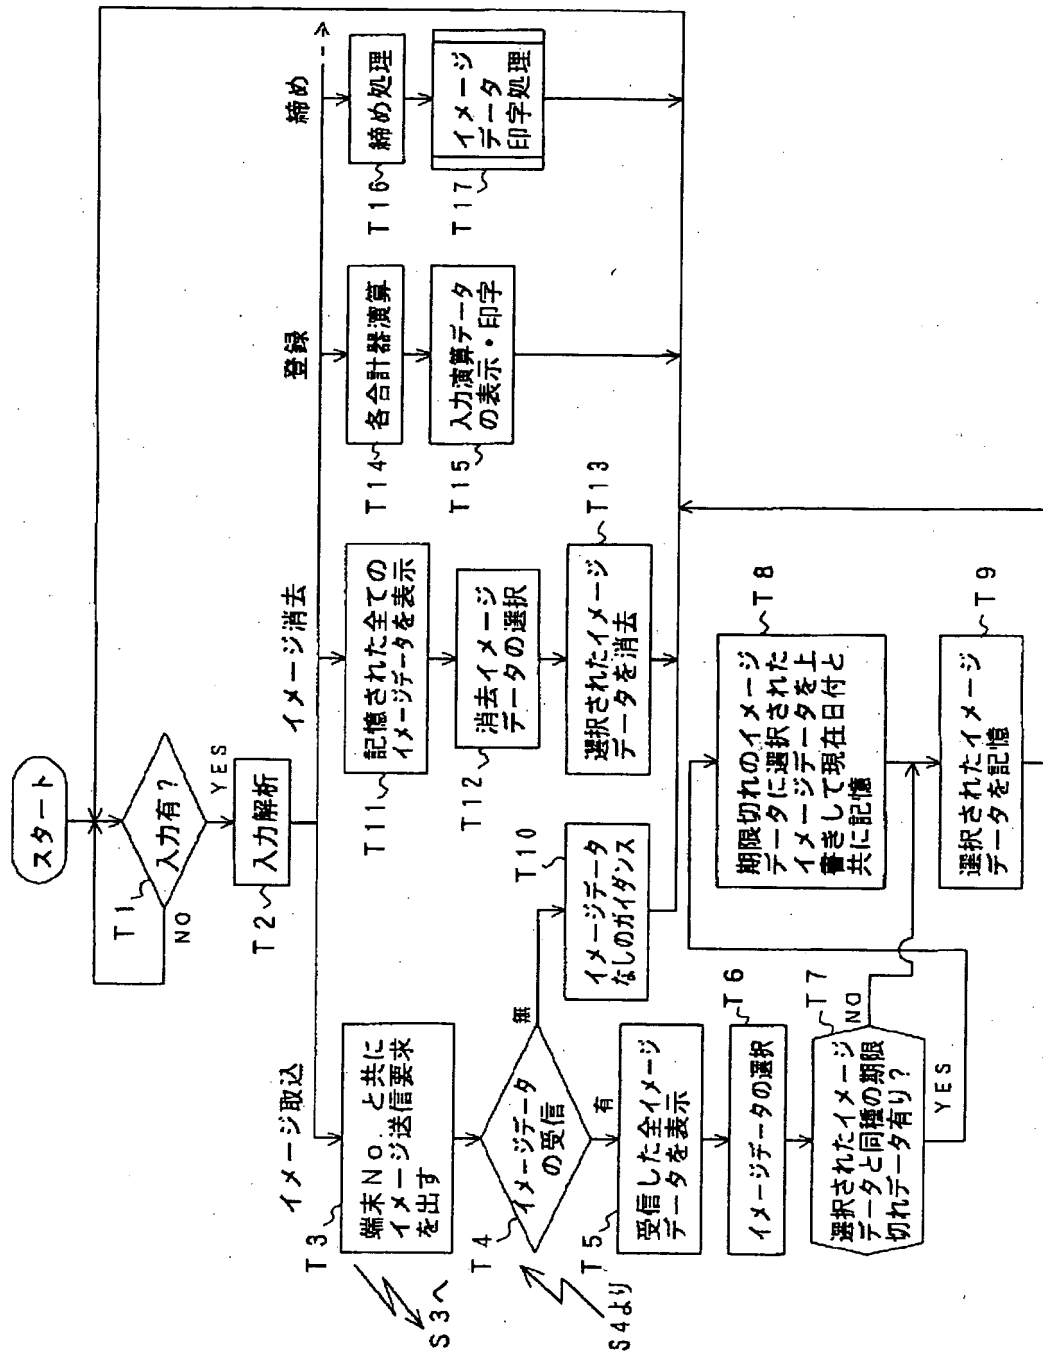 スタート
T1
入力有?
NO
YES
T2
入力解析
イメージ取込
イメージ消去
登録
締め
T3
端末No.と共に
イメージ送信要求
を出す
S3へ
T4
イメージデータ
の受信
無
有
S4より
T5
受信した全イメージ
データを表示
T6
イメージデータの選択
T7
選択されたイメージ
データと同種の期限
切れデータ有り?
NO
YES
T8
期限切れのイメージ
データに選択された
イメージデータを上
書きして現在日付と
共に記憶
T9
選択されたイメージ
データを記憶
T10
イメージデータ
なしのガイダンス
T11
記憶された全ての
イメージデータを表示
T12
消去イメージ
データの選択
T13
選択されたイメージ
データを消去
T14
各合計器演算
T15
入力演算データ
の表示・印字
T16
締め処理
T17
イメージ
データ
印字処理